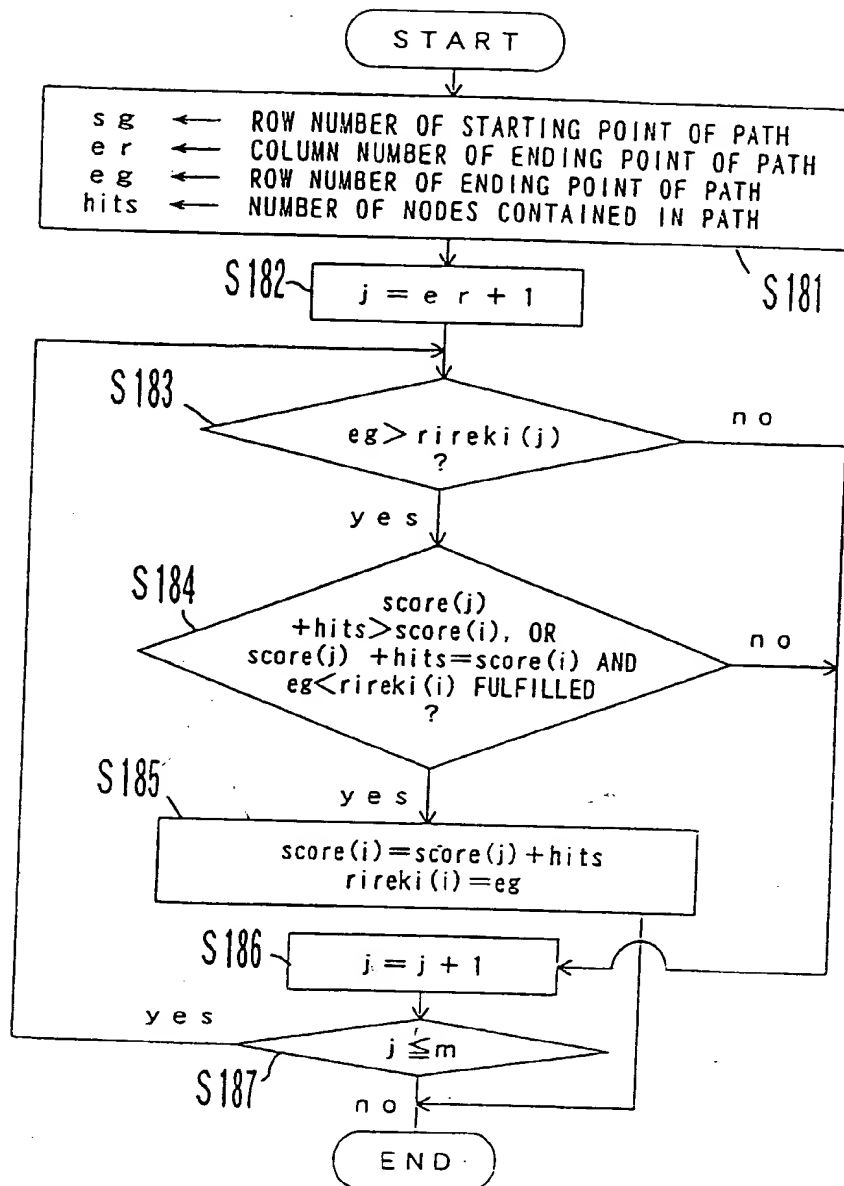 START
sg ← ROW NUMBER OF STARTING POINT OF PATH
er ← COLUMN NUMBER OF ENDING POINT OF PATH
eg ← ROW NUMBER OF ENDING POINT OF PATH
hits ← NUMBER OF NODES CONTAINED IN PATH
S181
S182
j = er + 1
S183
eg > rireki(j)
?
no
yes
S184
score(j)
+hits>score(i), OR
score(j) +hits=score(i) AND
eg<rireki(i) FULFILLED
?
no
yes
S185
score(i)=score(j)+hits
rireki(i)=eg
S186
j = j + 1
yes
j ≦ m
S187
no
END